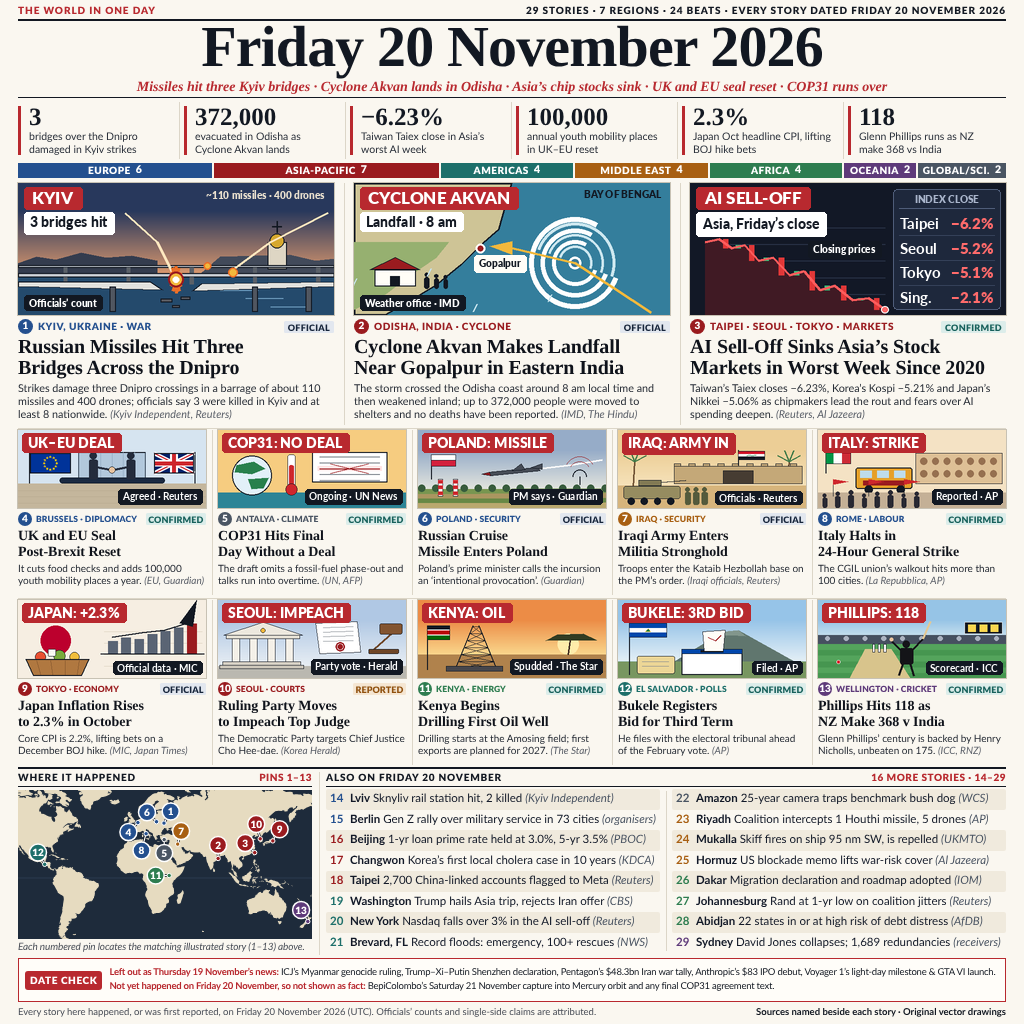 THE WORLD IN ONE DAY
29 STORIES · 7 REGIONS · 24 BEATS · EVERY STORY DATED FRIDAY 20 NOVEMBER 2026
Friday 20 November 2026
Missiles hit three Kyiv bridges · Cyclone Akvan lands in Odisha · Asia's chip stocks sink · UK and EU seal reset · COP31 runs over
3
bridges over the Dnipro
damaged in Kyiv strikes
372,000
evacuated in Odisha as
Cyclone Akvan lands
−6.23%
Taiwan Taiex close in Asia's
worst AI week
100,000
annual youth mobility places
in UK–EU reset
2.3%
Japan Oct headline CPI, lifting
BOJ hike bets
118
Glenn Phillips runs as NZ
make 368 vs India
EUROPE 6
ASIA-PACIFIC 7
AMERICAS 4
MIDDLE EAST 4
AFRICA 4
OCEANIA 2
GLOBAL/SCI. 2
KYIV
~110 missiles · 400 drones
3 bridges hit
Officials' count
1 KYIV, UKRAINE · WAR
OFFICIAL
Russian Missiles Hit Three
Bridges Across the Dnipro
Strikes damage three Dnipro crossings in a barrage of about 110
missiles and 400 drones; officials say 3 were killed in Kyiv and at
least 8 nationwide. (Kyiv Independent, Reuters)
CYCLONE AKVAN
BAY OF BENGAL
Landfall · 8 am
Gopalpur
Weather office · IMD
2 ODISHA, INDIA · CYCLONE
OFFICIAL
Cyclone Akvan Makes Landfall
Near Gopalpur in Eastern India
The storm crossed the Odisha coast around 8 am local time and
then weakened inland; up to 372,000 people were moved to
shelters and no deaths have been reported. (IMD, The Hindu)
AI SELL-OFF
Asia, Friday's close
Closing prices
INDEX CLOSE
Taipei −6.2%
Seoul −5.2%
Tokyo −5.1%
Sing. −2.1%
3 TAIPEI · SEOUL · TOKYO · MARKETS
CONFIRMED
AI Sell-Off Sinks Asia's Stock
Markets in Worst Week Since 2020
Taiwan's Taiex closes −6.23%, Korea's Kospi −5.21% and Japan's
Nikkei −5.06% as chipmakers lead the rout and fears over AI
spending deepen. (Reuters, Al Jazeera)
UK–EU DEAL
Agreed · Reuters
4 BRUSSELS · DIPLOMACY
CONFIRMED
UK and EU Seal
Post-Brexit Reset
It cuts food checks and adds 100,000
youth mobility places a year. (EU, Guardian)
COP31: NO DEAL
Ongoing · UN News
5 ANTALYA · CLIMATE
CONFIRMED
COP31 Hits Final
Day Without a Deal
The draft omits a fossil-fuel phase-out and
talks run into overtime. (UN, AFP)
POLAND: MISSILE
PM says · Guardian
6 POLAND · SECURITY
OFFICIAL
Russian Cruise
Missile Enters Poland
Poland's prime minister calls the incursion
an 'intentional provocation'. (Guardian)
IRAQ: ARMY IN
Officials · Reuters
7 IRAQ · SECURITY
OFFICIAL
Iraqi Army Enters
Militia Stronghold
Troops enter the Kataib Hezbollah base on
the PM's order. (Iraqi officials, Reuters)
ITALY: STRIKE
Reported · AP
8 ROME · LABOUR
CONFIRMED
Italy Halts in
24-Hour General Strike
The CGIL union's walkout hits more than
100 cities. (La Repubblica, AP)
JAPAN: +2.3%
Official data · MIC
9 TOKYO · ECONOMY
OFFICIAL
Japan Inflation Rises
to 2.3% in October
Core CPI is 2.2%, lifting bets on a
December BOJ hike. (MIC, Japan Times)
SEOUL: IMPEACH
Party vote · Herald
10 SEOUL · COURTS
REPORTED
Ruling Party Moves
to Impeach Top Judge
The Democratic Party targets Chief Justice
Cho Hee-dae. (Korea Herald)
KENYA: OIL
Spudded · The Star
11 KENYA · ENERGY
CONFIRMED
Kenya Begins
Drilling First Oil Well
Drilling starts at the Amosing field; first
exports are planned for 2027. (The Star)
BUKELE: 3RD BID
Filed · AP
12 EL SALVADOR · POLLS
CONFIRMED
Bukele Registers
Bid for Third Term
He files with the electoral tribunal ahead
of the February vote. (AP)
PHILLIPS: 118
Scorecard · ICC
13 WELLINGTON · CRICKET
CONFIRMED
Phillips Hits 118 as
NZ Make 368 v India
Glenn Phillips' century is backed by Henry
Nicholls, unbeaten on 175. (ICC, RNZ)
WHERE IT HAPPENED
PINS 1–13
6
1
4
7
10
9
8
5
2
3
12
11
13
Each numbered pin locates the matching illustrated story (1–13) above.
ALSO ON FRIDAY 20 NOVEMBER
16 MORE STORIES · 14–29
14 Lviv Sknyliv rail station hit, 2 killed (Kyiv Independent)
15 Berlin Gen Z rally over military service in 73 cities (organisers)
16 Beijing 1-yr loan prime rate held at 3.0%, 5-yr 3.5% (PBOC)
17 Changwon Korea's first local cholera case in 10 years (KDCA)
18 Taipei 2,700 China-linked accounts flagged to Meta (Reuters)
19 Washington Trump hails Asia trip, rejects Iran offer (CBS)
20 New York Nasdaq falls over 3% in the AI sell-off (Reuters)
21 Brevard, FL Record floods: emergency, 100+ rescues (NWS)
22 Amazon 25-year camera traps benchmark bush dog (WCS)
23 Riyadh Coalition intercepts 1 Houthi missile, 5 drones (AP)
24 Mukalla Skiff fires on ship 95 nm SW, is repelled (UKMTO)
25 Hormuz US blockade memo lifts war-risk cover (Al Jazeera)
26 Dakar Migration declaration and roadmap adopted (IOM)
27 Johannesburg Rand at 1-yr low on coalition jitters (Reuters)
28 Abidjan 22 states in or at high risk of debt distress (AfDB)
29 Sydney David Jones collapses; 1,689 redundancies (receivers)
DATE CHECK
Left out as Thursday 19 November's news: ICJ's Myanmar genocide ruling, Trump–Xi–Putin Shenzhen declaration, Pentagon's $48.3bn Iran war tally, Anthropic's $83 IPO debut, Voyager 1's light-day milestone & GTA VI launch.
Not yet happened on Friday 20 November, so not shown as fact: BepiColombo's Saturday 21 November capture into Mercury orbit and any final COP31 agreement text.
Every story here happened, or was first reported, on Friday 20 November 2026 (UTC). Officials' counts and single-side claims are attributed.
Sources named beside each story · Original vector drawings